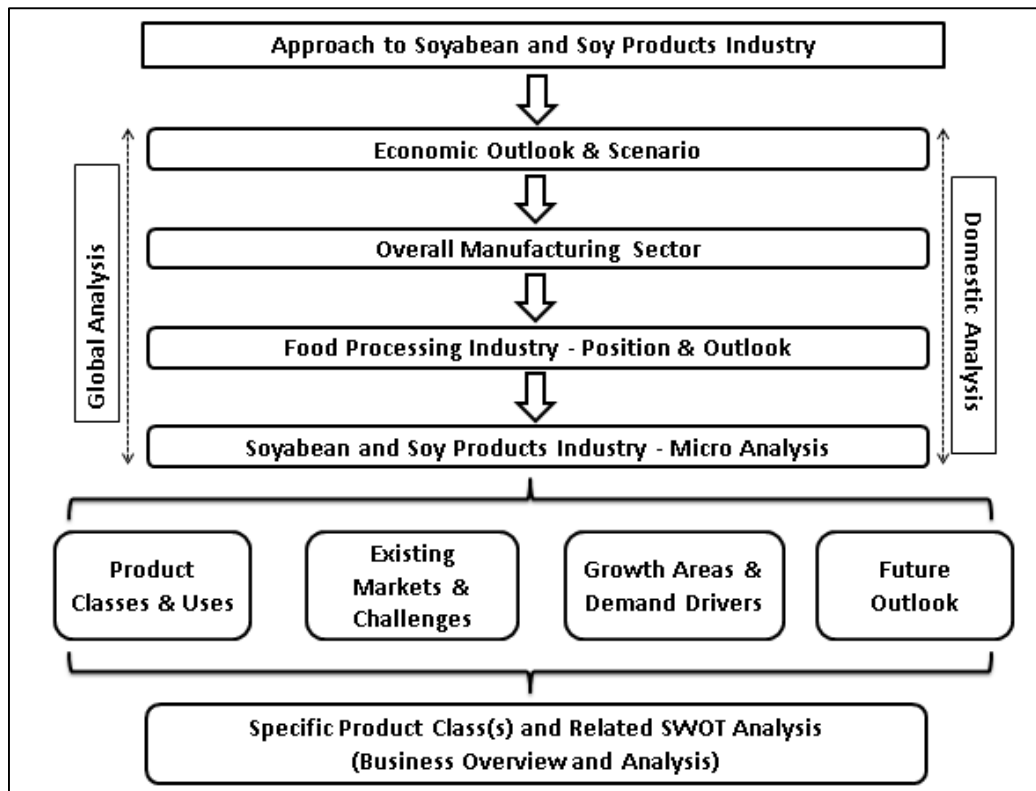 Approach to Soyabean and Soy Products Industry
Economic Outlook & Scenario
Global Analysis
Domestic Analysis
Overall Manufacturing Sector
Food Processing Industry - Position & Outlook
Soyabean and Soy Products Industry - Micro Analysis
Product
Classes & Uses
Existing
Markets &
Challenges
Growth Areas &
Demand Drivers
Future
Outlook
Specific Product Class(s) and Related SWOT Analysis
(Business Overview and Analysis)